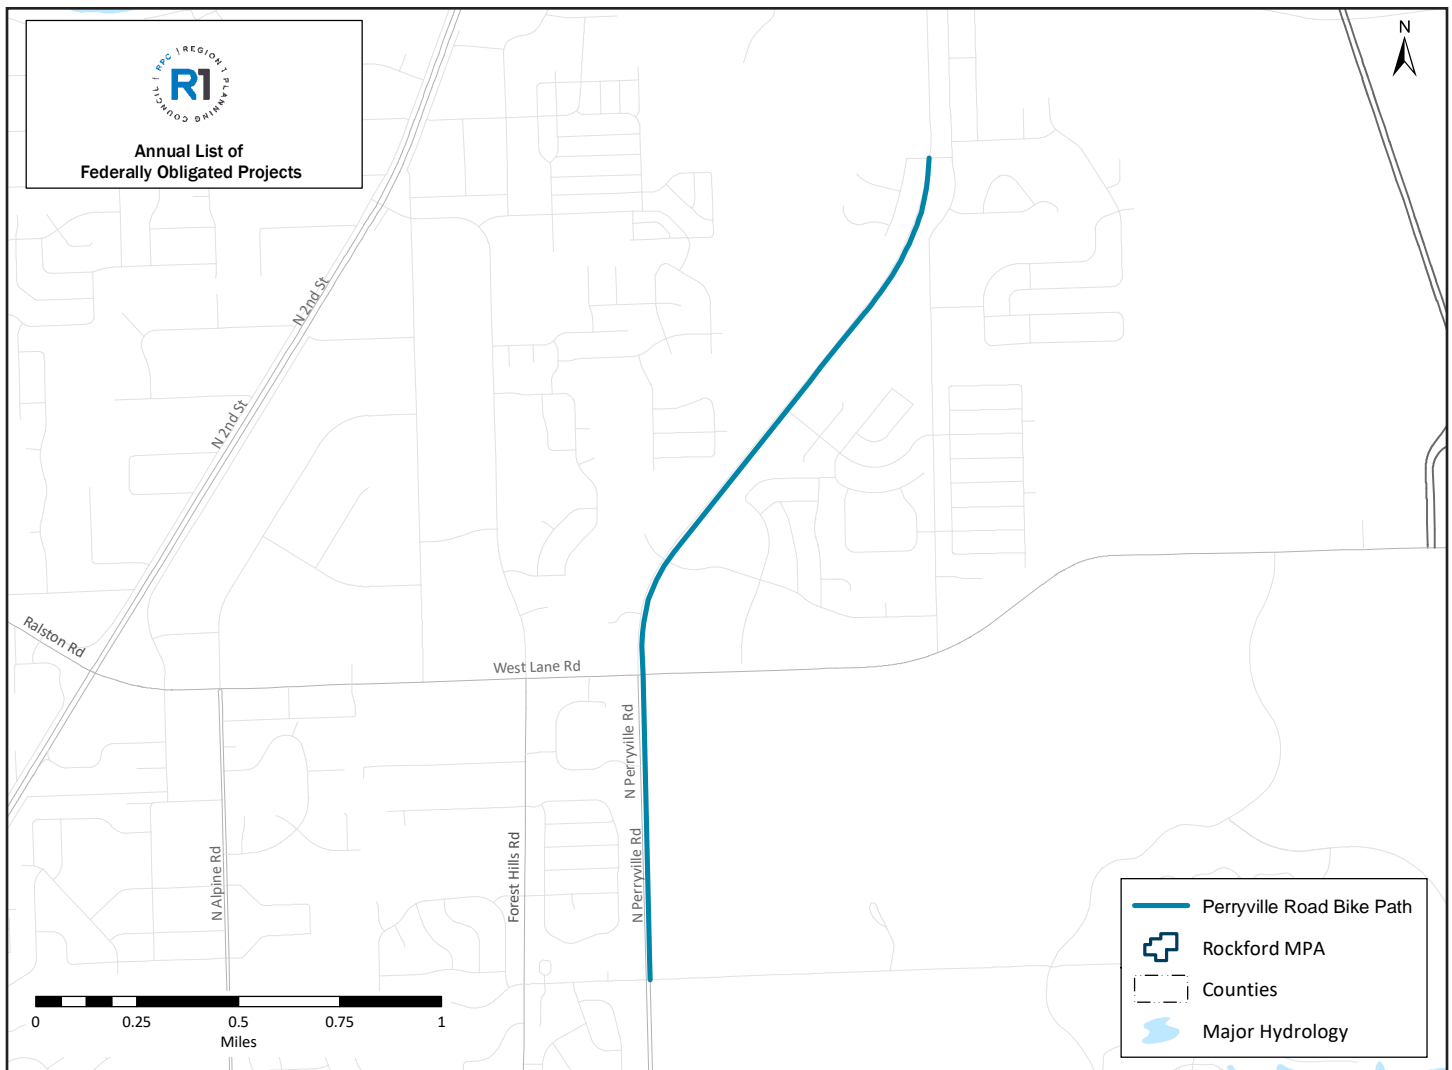 RPC | REGION 1 PLANNING COUNCIL |
R1
Annual List of
Federally Obligated Projects
N
N 2nd St
N 2nd St
Ralston Rd
West Lane Rd
N Perryville Rd
N Perryville Rd
Forest Hills Rd
N Alpine Rd
0 0.25 0.5 0.75 1
Miles
Perryville Road Bike Path
Rockford MPA
Counties
Major Hydrology